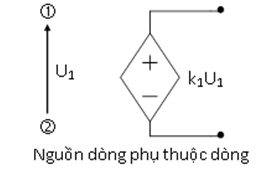 ①
U₁
+
−
k₁U₁
②
Nguồn dòng phụ thuộc dòng